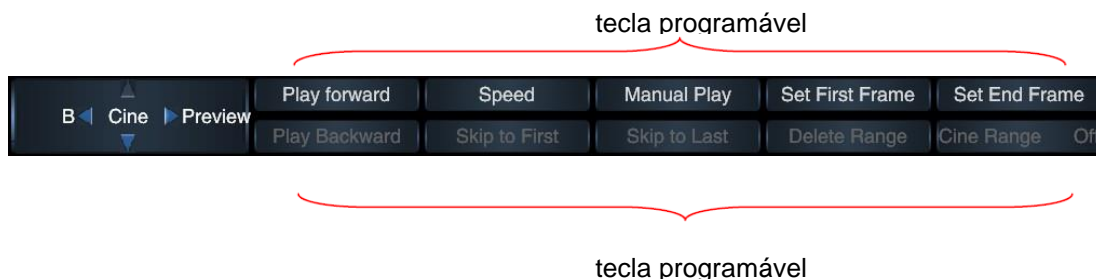 tecla programável
Play forward Speed Manual Play Set First Frame Set End Frame
B Cine Preview
Play Backward Skip to First Skip to Last Delete Range Cine Range Off
tecla programável